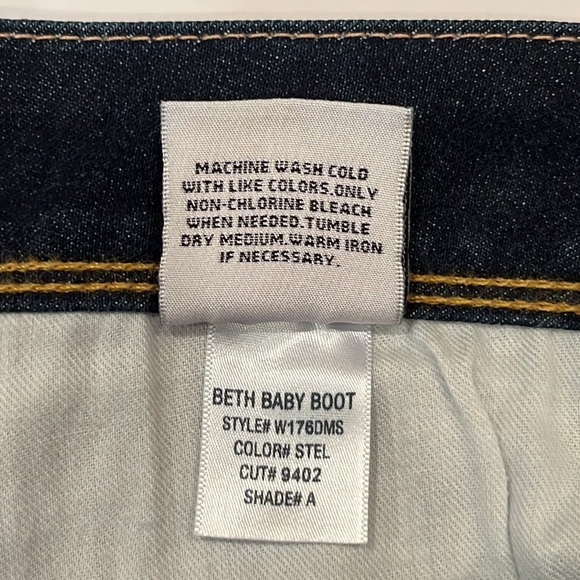 MACHINE WASH COLD
WITH LIKE COLORS.ONLY
NON-CHLORINE BLEACH
WHEN NEEDED.TUMBLE
DRY MEDIUM.WARM IRON
IF NECESSARY.
BETH BABY BOOT
STYLE# W176DMS
COLOR# STEL
CUT# 9402
SHADE# A